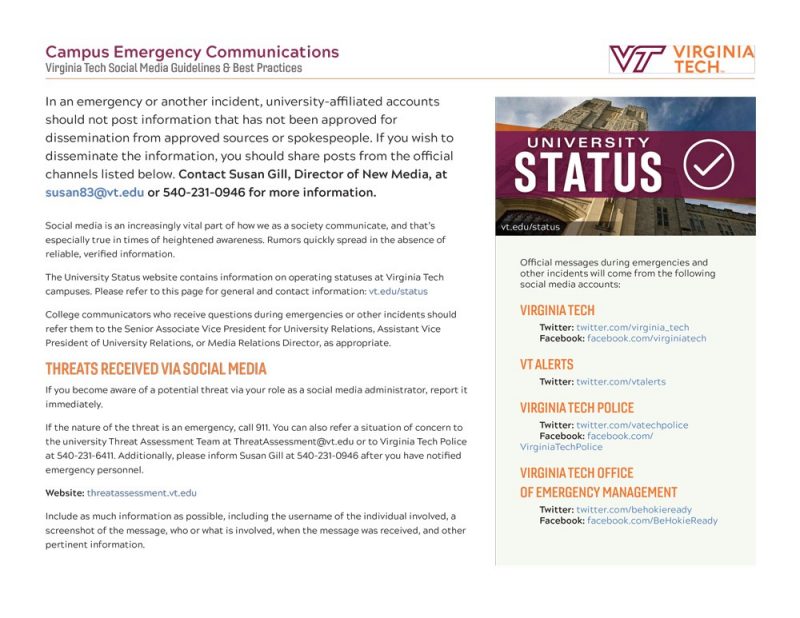 Campus Emergency Communications
Virginia Tech Social Media Guidelines & Best Practices
VT VIRGINIA
TECH™
In an emergency or another incident, university-affiliated accounts
should not post information that has not been approved for
dissemination from approved sources or spokespeople. If you wish to
disseminate the information, you should share posts from the official
channels listed below. Contact Susan Gill, Director of New Media, at
susan83@vt.edu or 540-231-0946 for more information.
Social media is an increasingly vital part of how we as a society communicate, and that's
especially true in times of heightened awareness. Rumors quickly spread in the absence of
reliable, verified information.
The University Status website contains information on operating statuses at Virginia Tech
campuses. Please refer to this page for general and contact information: vt.edu/status
College communicators who receive questions during emergencies or other incidents should
refer them to the Senior Associate Vice President for University Relations, Assistant Vice
President of University Relations, or Media Relations Director, as appropriate.
THREATS RECEIVED VIA SOCIAL MEDIA
If you become aware of a potential threat via your role as a social media administrator, report it
immediately.
If the nature of the threat is an emergency, call 911. You can also refer a situation of concern to
the university Threat Assessment Team at ThreatAssessment@vt.edu or to Virginia Tech Police
at 540-231-6411. Additionally, please inform Susan Gill at 540-231-0946 after you have notified
emergency personnel.
Website: threatassessment.vt.edu
Include as much information as possible, including the username of the individual involved, a
screenshot of the message, who or what is involved, when the message was received, and other
pertinent information.
UNIVERSITY
STATUS
vt.edu/status
Official messages during emergencies and
other incidents will come from the following
social media accounts:
VIRGINIA TECH
Twitter: twitter.com/virginia_tech
Facebook: facebook.com/virginiatech
VT ALERTS
Twitter: twitter.com/vtalerts
VIRGINIA TECH POLICE
Twitter: twitter.com/vatechpolice
Facebook: facebook.com/
VirginiaTechPolice
VIRGINIA TECH OFFICE
OF EMERGENCY MANAGEMENT
Twitter: twitter.com/behokieready
Facebook: facebook.com/BeHokieReady